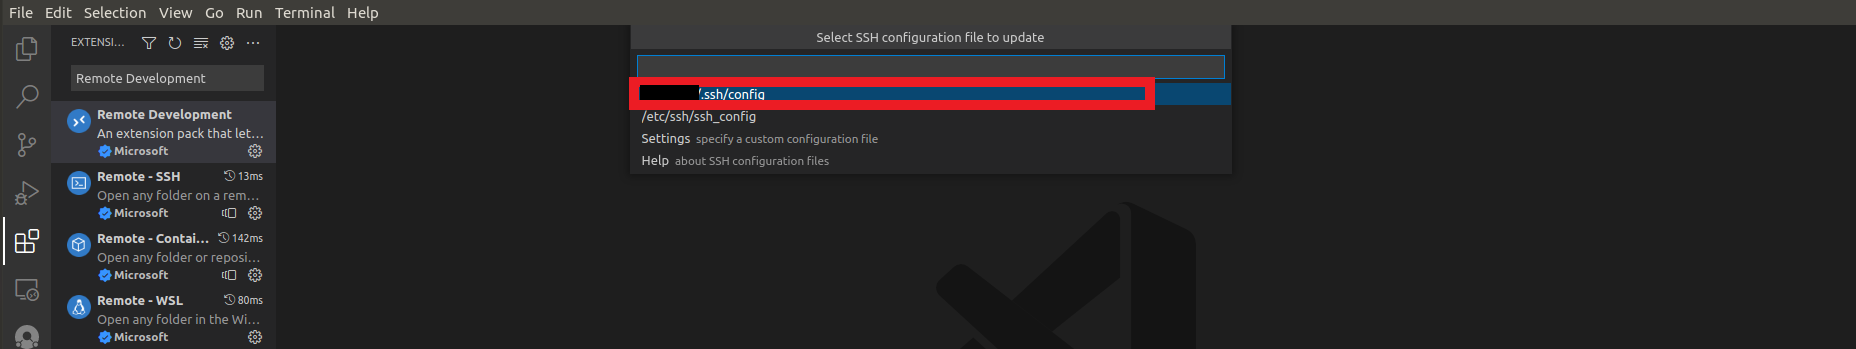 File Edit Selection View Go Run Terminal Help
EXTENSI...
Remote Development
Remote Development
An extension pack that let...
Microsoft
Remote - SSH 13ms
Open any folder on a rem...
Microsoft
Remote - Contai... 142ms
Open any folder or reposi...
Microsoft
Remote - WSL 80ms
Open any folder in the Wi...
Microsoft
Select SSH configuration file to update
/.ssh/config
/etc/ssh/ssh_config
Settings specify a custom configuration file
Help about SSH configuration files